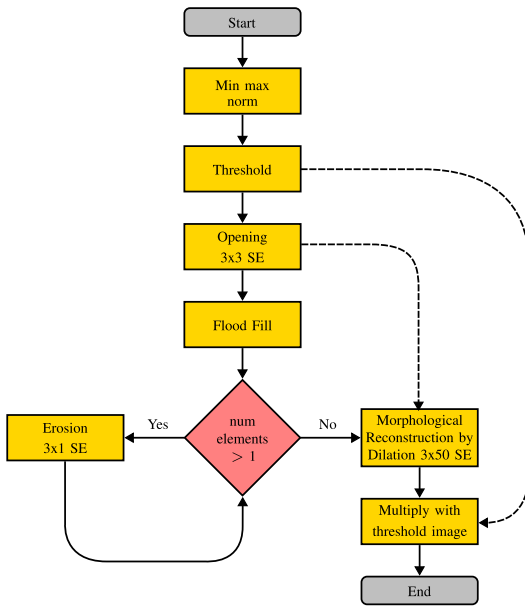 Start
Min max
norm
Threshold
Opening
3x3 SE
Flood Fill
num
elements
> 1
Yes
No
Erosion
3x1 SE
Morphological
Reconstruction by
Dilation 3x50 SE
Multiply with
threshold image
End